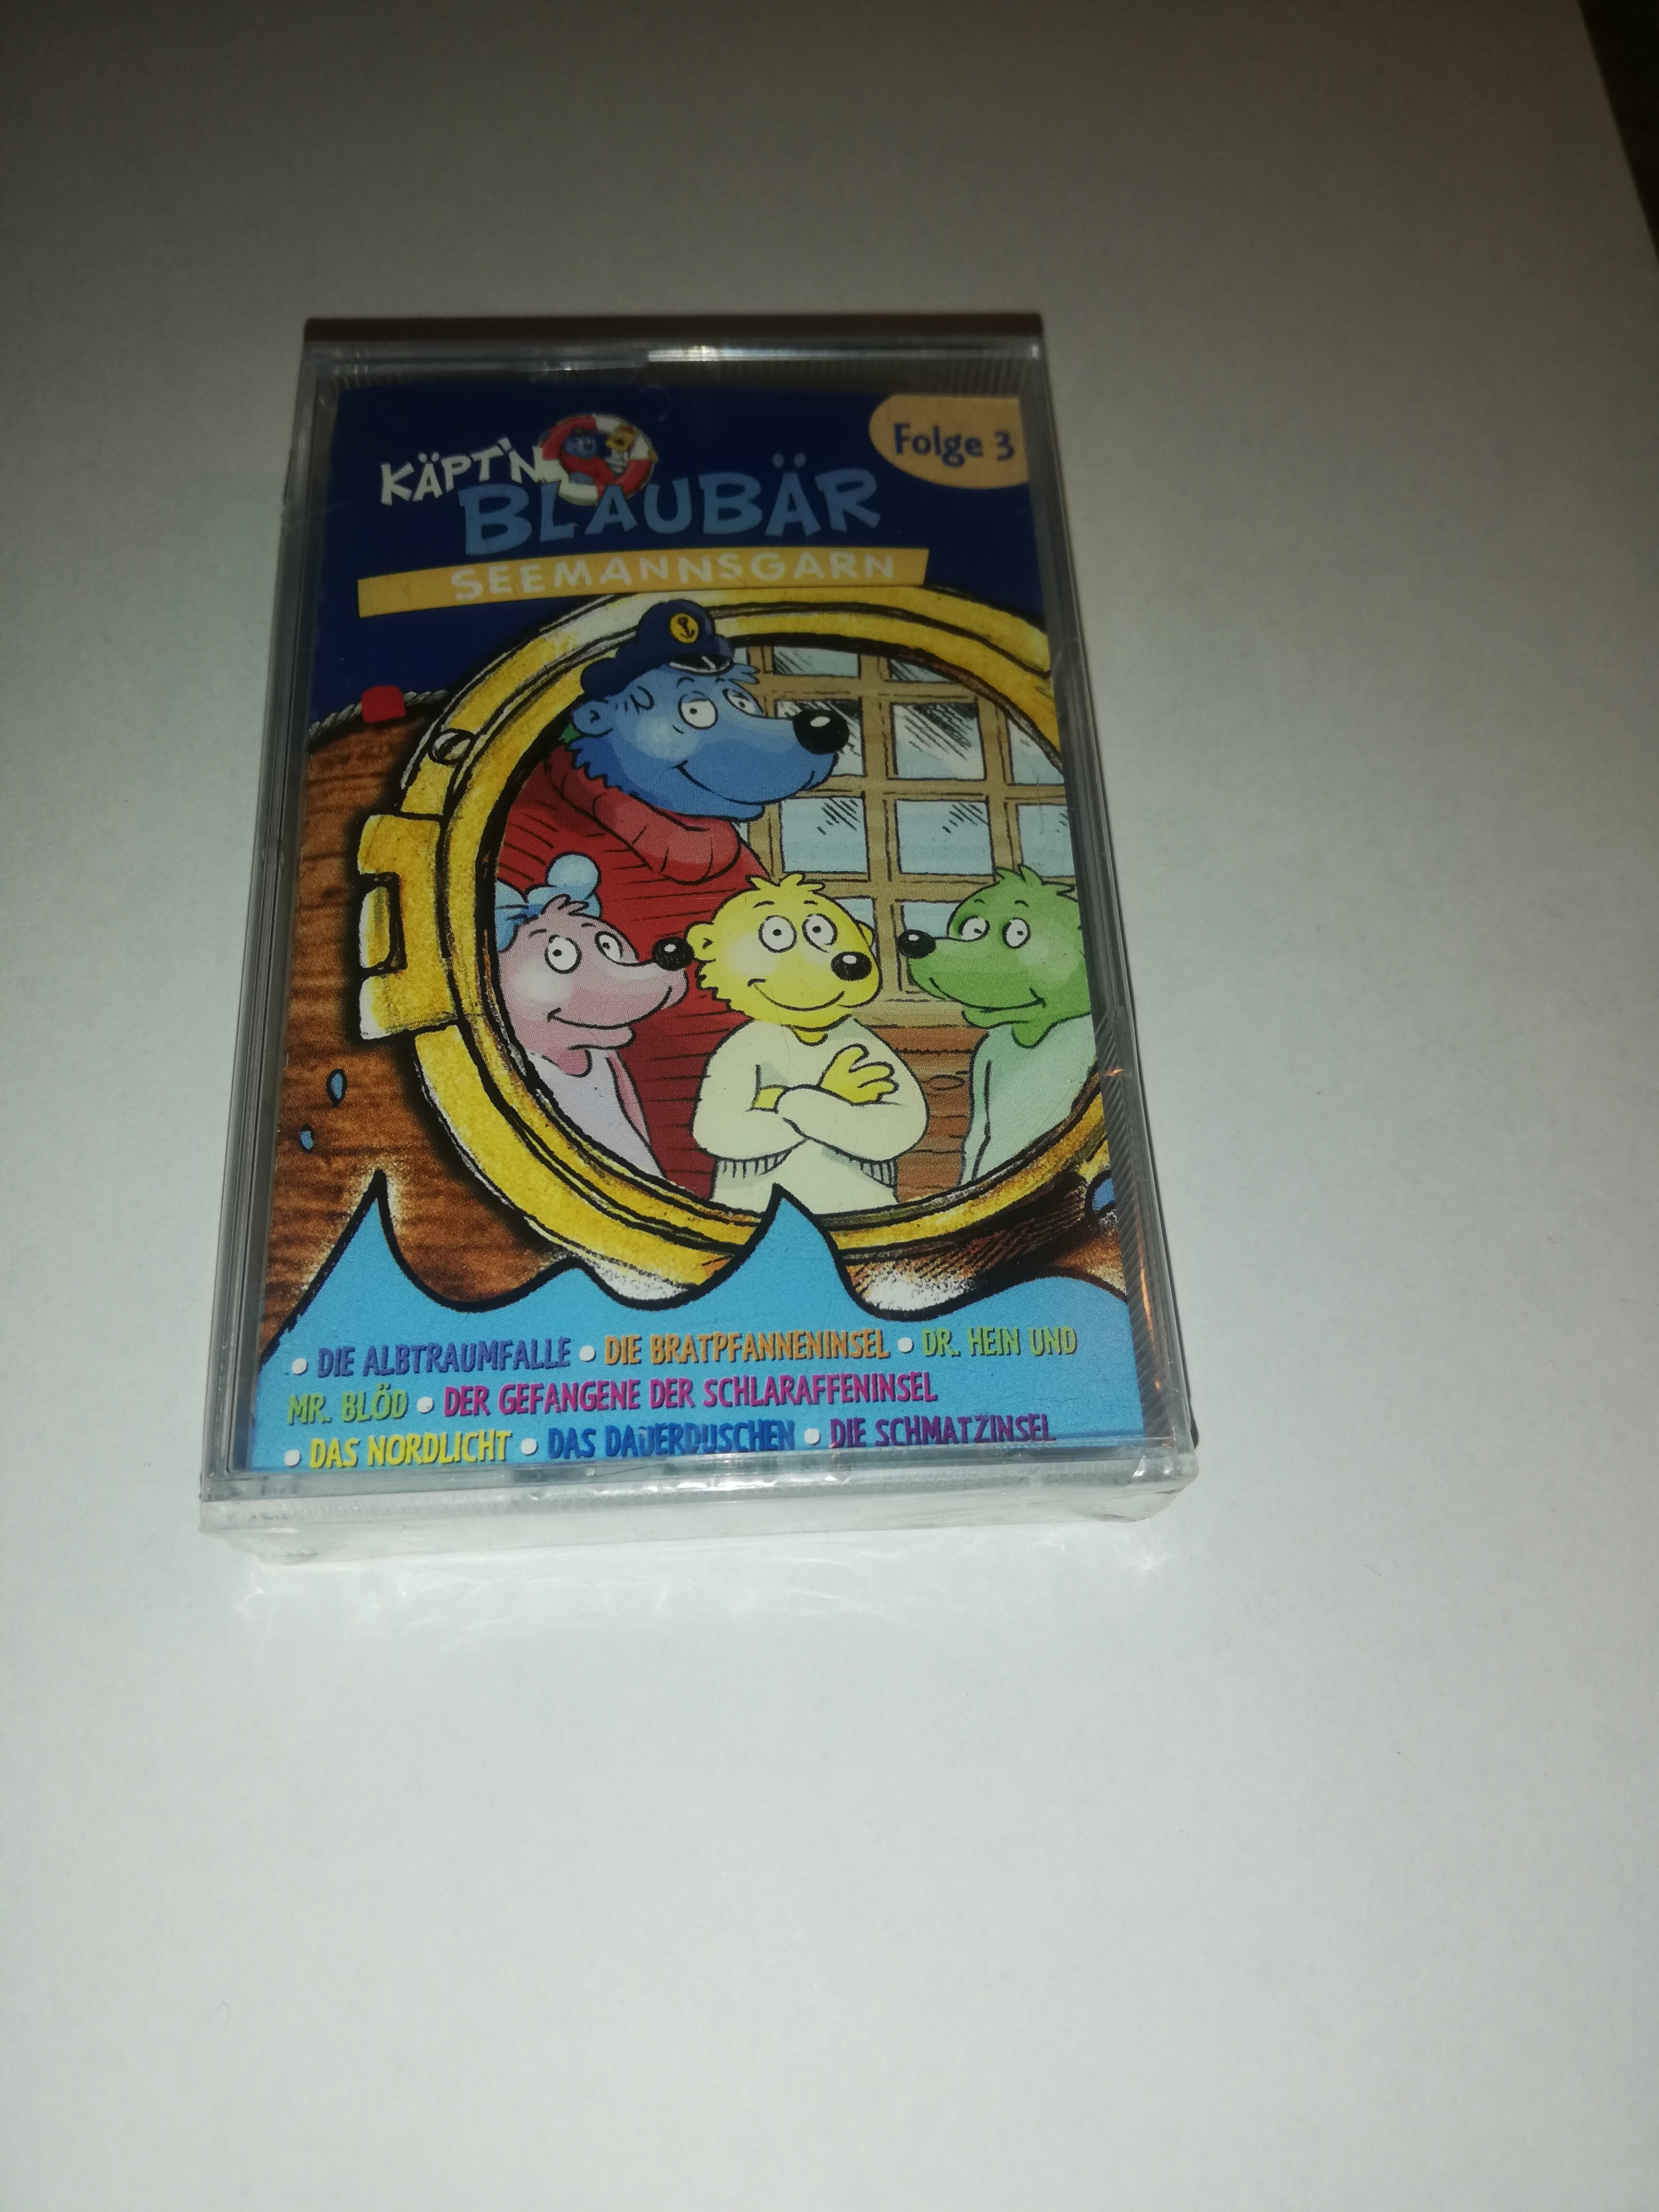 Folge 3
KÄPT'N
BLAUBÄR
SEEMANNSGARN
• DIE ALBTRAUMFALLE • DIE BRATPFANNENINSEL • DR. HEIN UND
MR. BLÖD • DER GEFANGENE DER SCHLARAFFENINSEL
• DAS NORDLICHT • DAS DAUERDUSCHEN • DIE SCHMATZINSEL